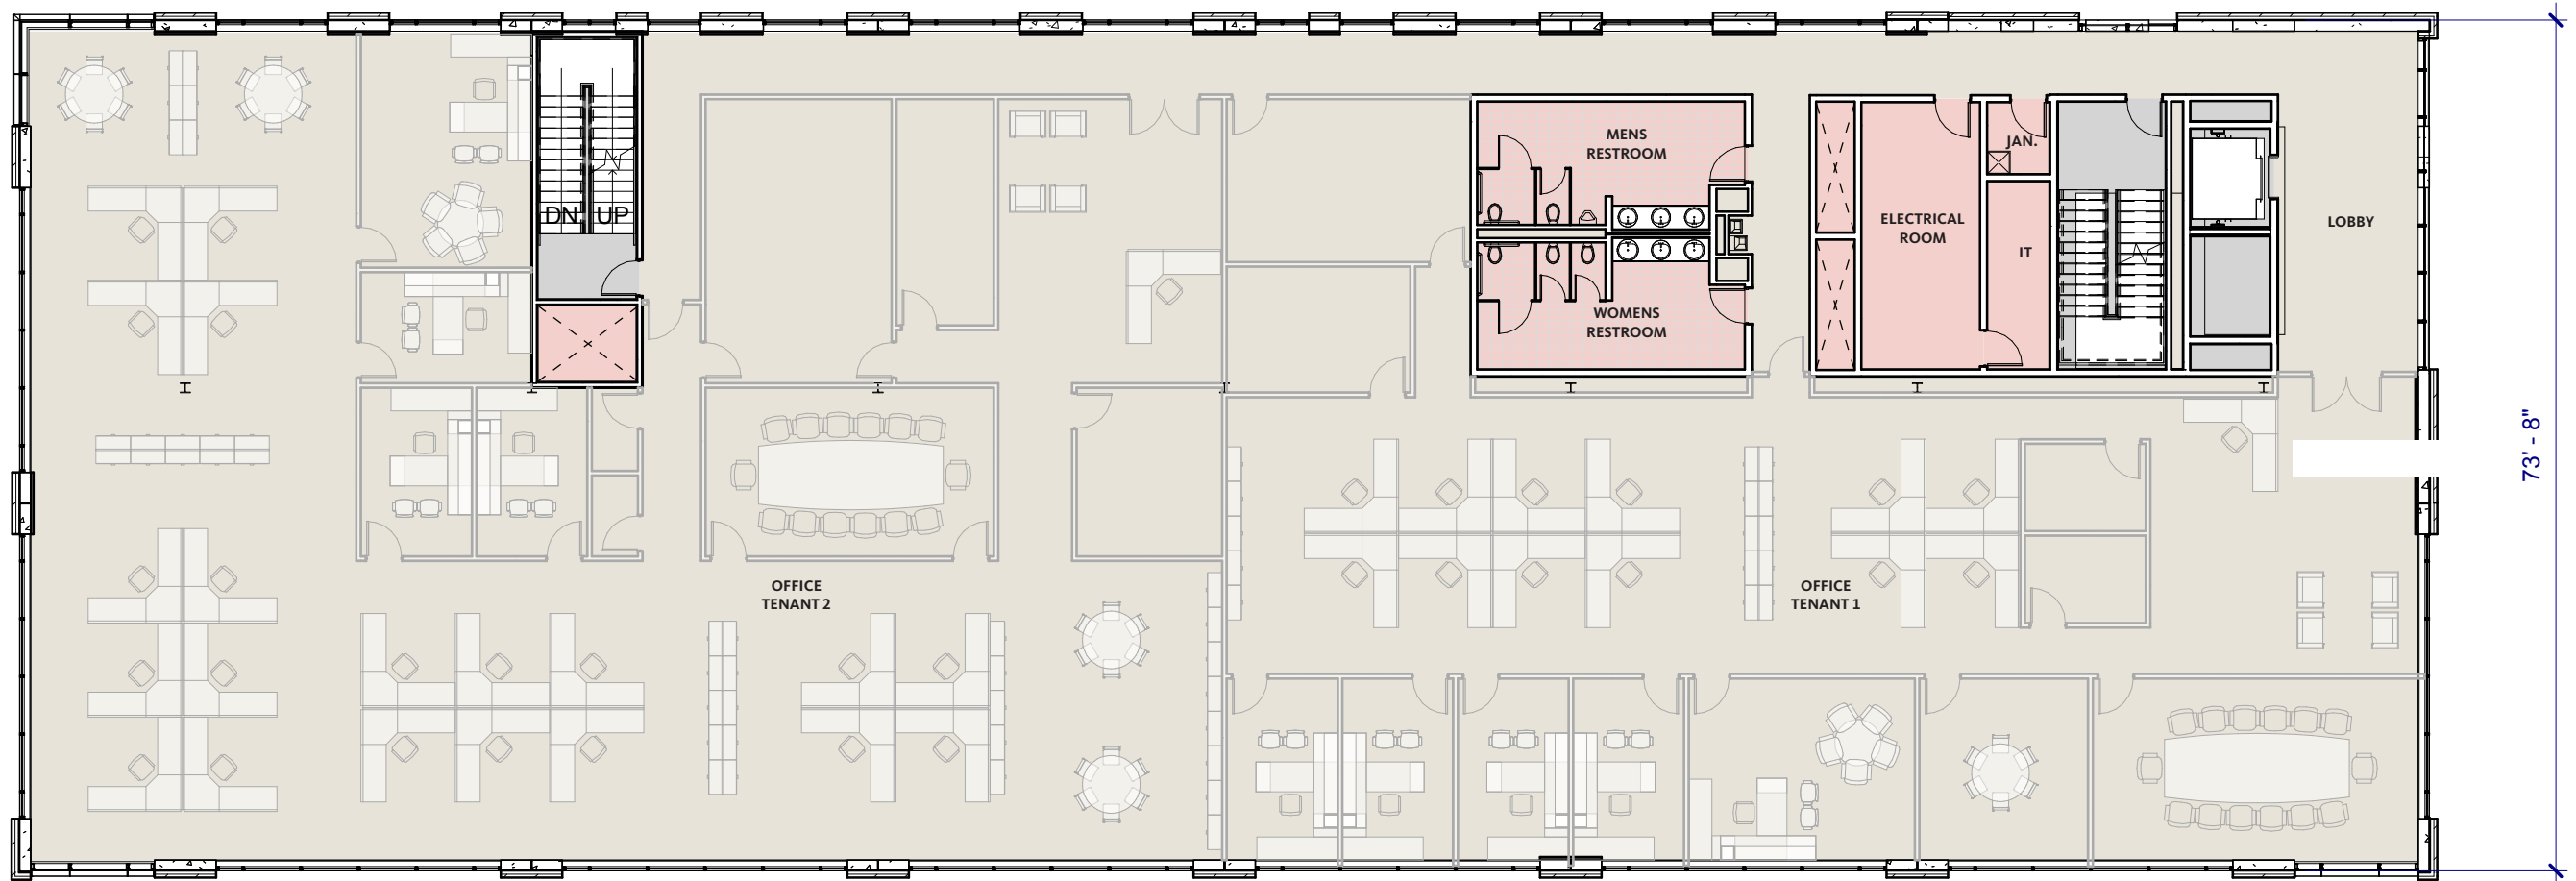 MENS
RESTROOM
JAN.
DN
UP
ELECTRICAL
ROOM
LOBBY
IT
WOMENS
RESTROOM
73' - 8"
OFFICE
TENANT 2
OFFICE
TENANT 1